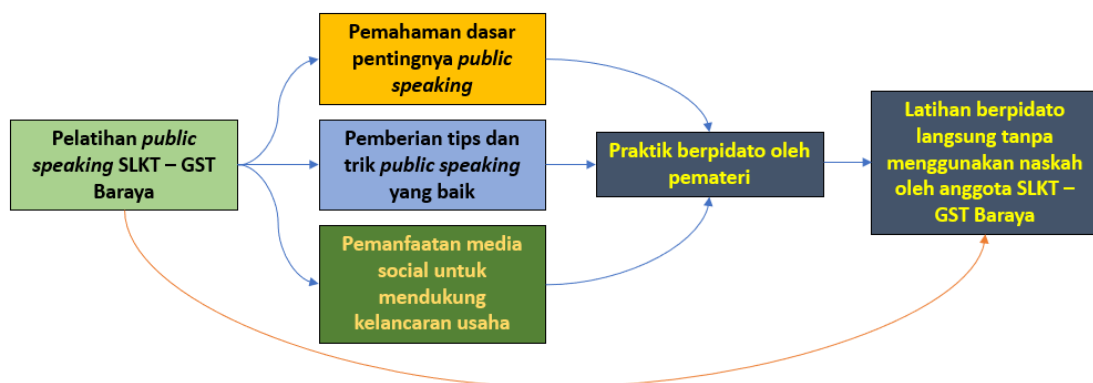 Pelatihan public
speaking SLKT – GST
Baraya
Pemahaman dasar
pentingnya public
speaking
Pemberian tips dan
trik public speaking
yang baik
Pemanfaatan media
social untuk
mendukung
kelancaran usaha
Praktik berpidato oleh
pemateri
Latihan berpidato
langsung tanpa
menggunakan naskah
oleh anggota SLKT –
GST Baraya